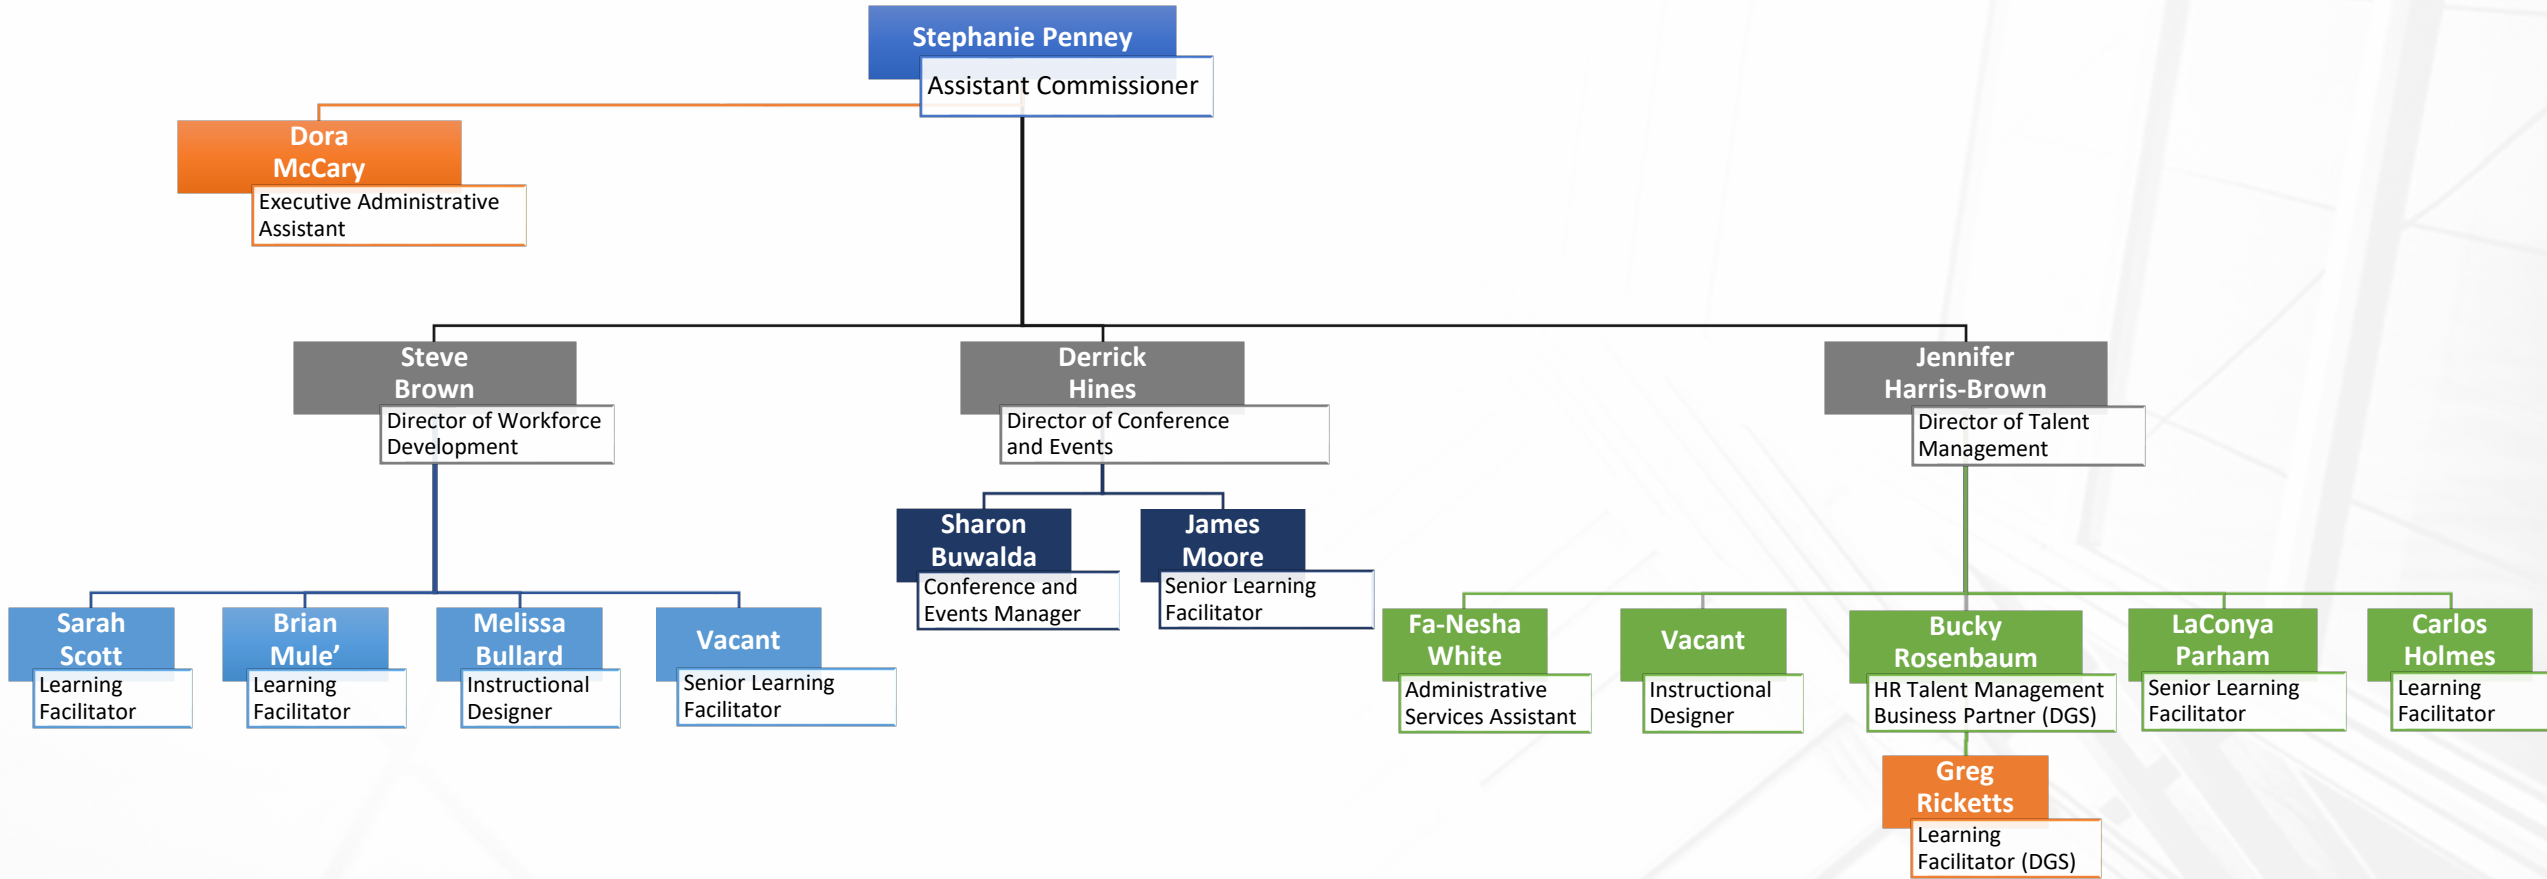 Stephanie Penney
Assistant Commissioner
Dora
McCary
Executive Administrative
Assistant
Steve
Brown
Director of Workforce
Development
Derrick
Hines
Director of Conference
and Events
Jennifer
Harris-Brown
Director of Talent
Management
Sharon
Buwalda
Conference and
Events Manager
James
Moore
Senior Learning
Facilitator
Sarah
Scott
Learning
Facilitator
Brian
Mule’
Learning
Facilitator
Melissa
Bullard
Instructional
Designer
Vacant
Senior Learning
Facilitator
Fa-Nesha
White
Administrative
Services Assistant
Vacant
Instructional
Designer
Bucky
Rosenbaum
HR Talent Management
Business Partner (DGS)
LaConya
Parham
Senior Learning
Facilitator
Carlos
Holmes
Learning
Facilitator
Greg
Ricketts
Learning
Facilitator (DGS)